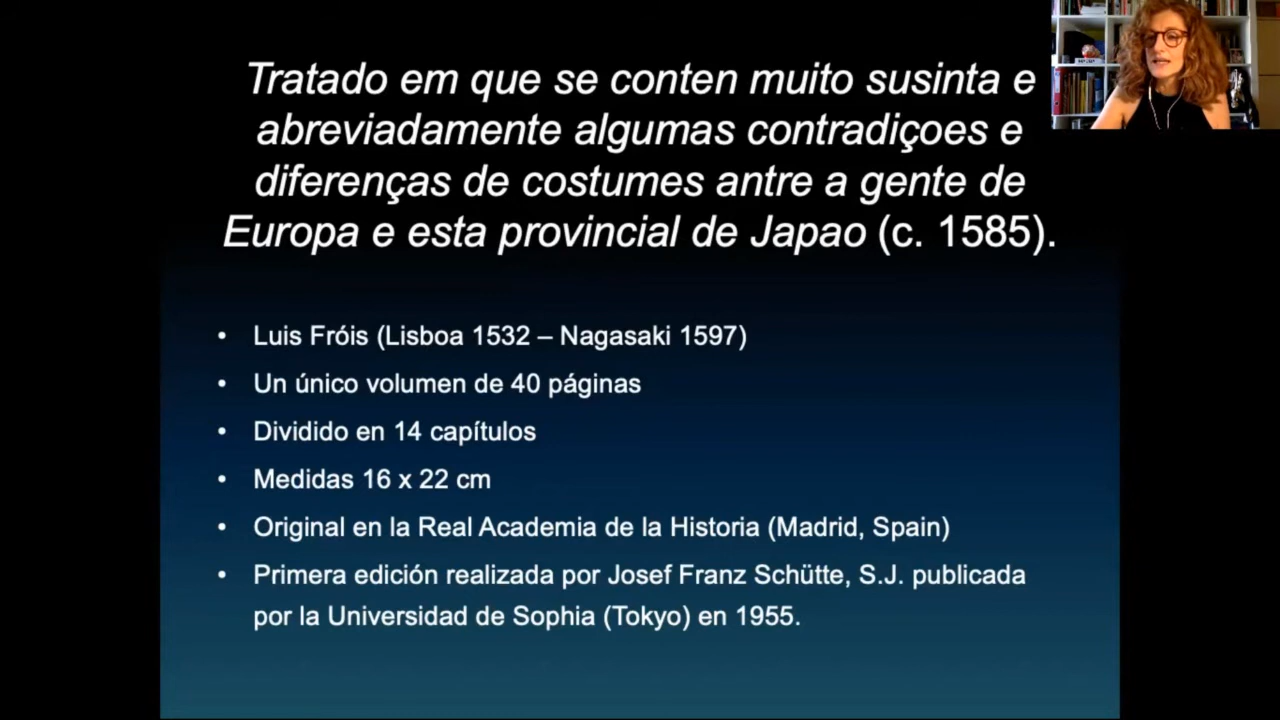 Tratado em que se conten muito susinta e
abreviadamente algumas contradiçoes e
diferenças de costumes antre a gente de
Europa e esta provincial de Japao (c. 1585).
• Luis Fróis (Lisboa 1532 – Nagasaki 1597)
• Un único volumen de 40 páginas
• Dividido en 14 capítulos
• Medidas 16 x 22 cm
• Original en la Real Academia de la Historia (Madrid, Spain)
• Primera edición realizada por Josef Franz Schütte, S.J. publicada
por la Universidad de Sophia (Tokyo) en 1955.